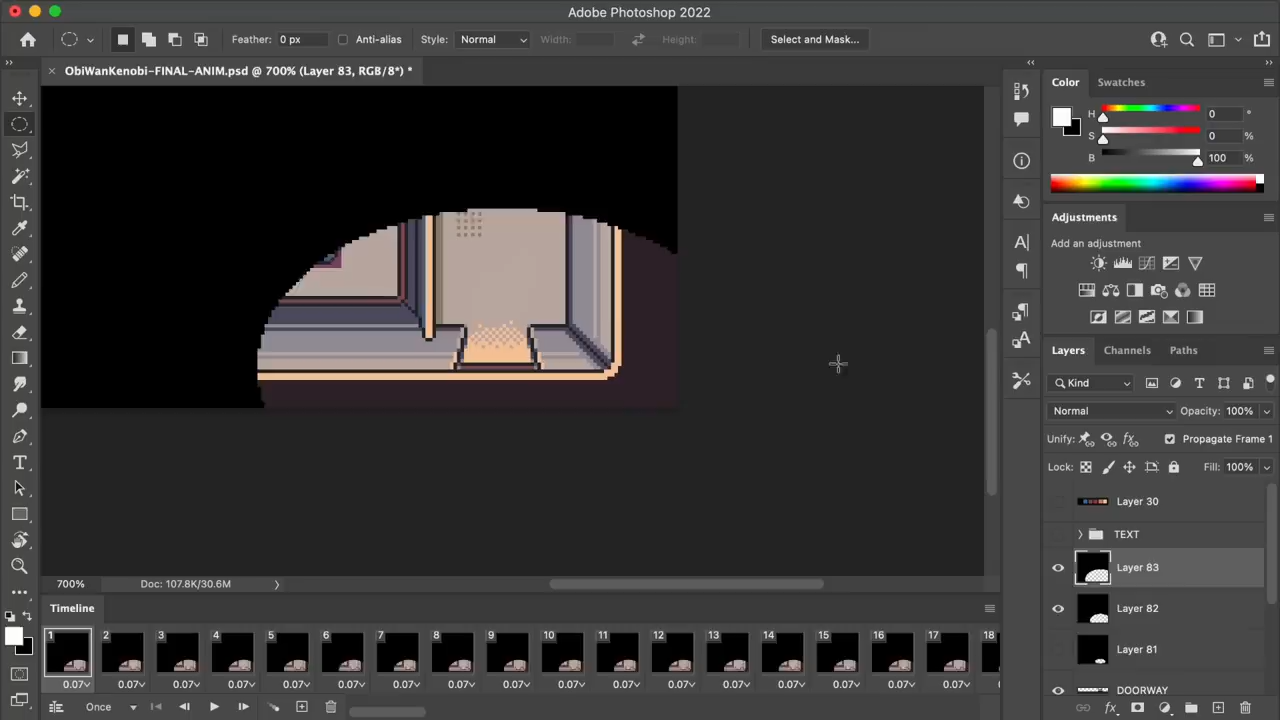 Adobe Photoshop 2022
Feather: 0 px Anti-alias Style: Normal Width: Height: Select and Mask...
ObiWanKenobi-FINAL-ANIM.psd @ 700% (Layer 83, RGB/8*) *
Color Swatches
H 0 °
S 0 %
B 100 %
Adjustments
Add an adjustment
Layers Channels Paths
Kind
Normal Opacity: 100%
Unify: Propagate Frame 1
Lock: Fill: 100%
Layer 30
TEXT
Layer 83
Layer 82
Layer 81
DOORWAY
700% Doc: 107.8K/30.6M
Timeline
1 2 3 4 5 6 7 8 9 10 11 12 13 14 15 16 17 18
0.07 0.07 0.07 0.07 0.07 0.07 0.07 0.07 0.07 0.07 0.07 0.07 0.07 0.07 0.07 0.07 0.07 0.0
Once